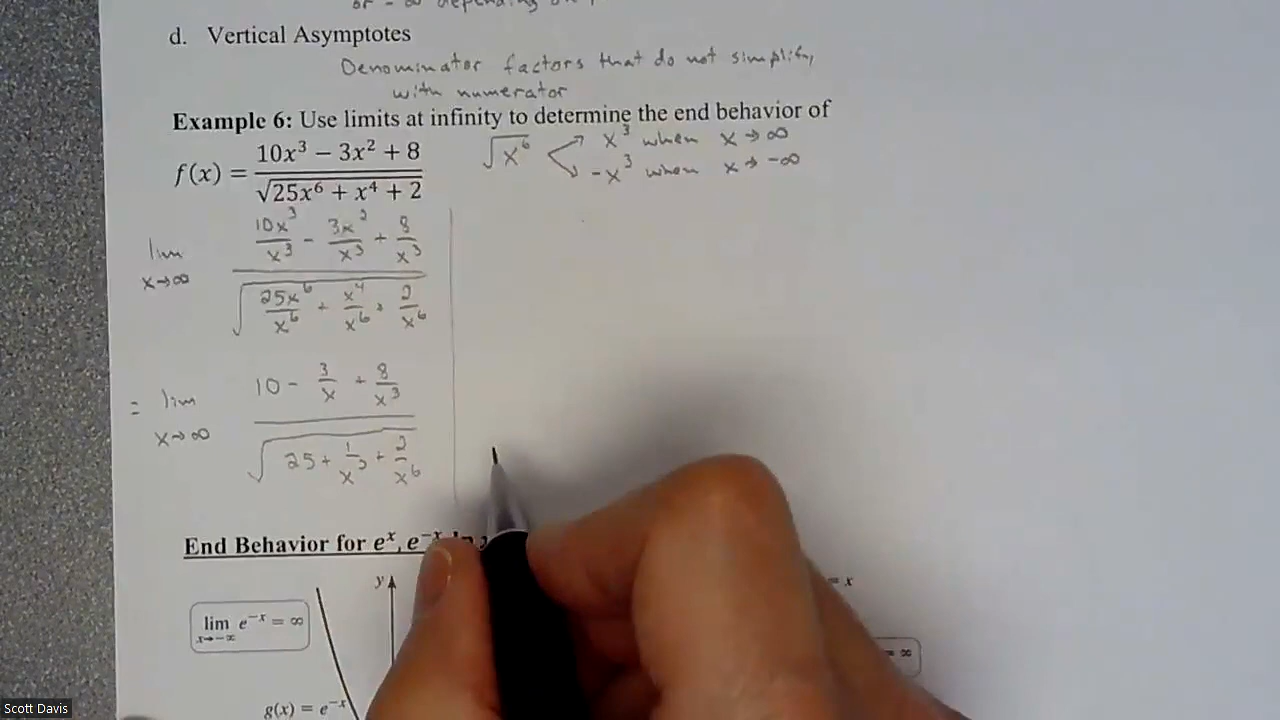 or - ∞ depending on
d. Vertical Asymptotes
Denominator factors that do not simplify
with numerator
Example 6: Use limits at infinity to determine the end behavior of
f(x) = (10x³ − 3x² + 8) / √(25x⁶ + x⁴ + 2)
√x⁶ x³ when x → ∞
-x³ when x → -∞
lim x→∞ (10x³/x³ - 3x²/x³ + 8/x³) / √(25x⁶/x⁶ + x⁴/x⁶ + 2/x⁶)
= lim x→∞ (10 - 3/x + 8/x³) / √(25 + 1/x² + 2/x⁶)
End Behavior for eˣ, e⁻ˣ
y
= x
lim x→−∞ e⁻ˣ = ∞
= ∞
g(x) = e⁻ˣ
Scott Davis